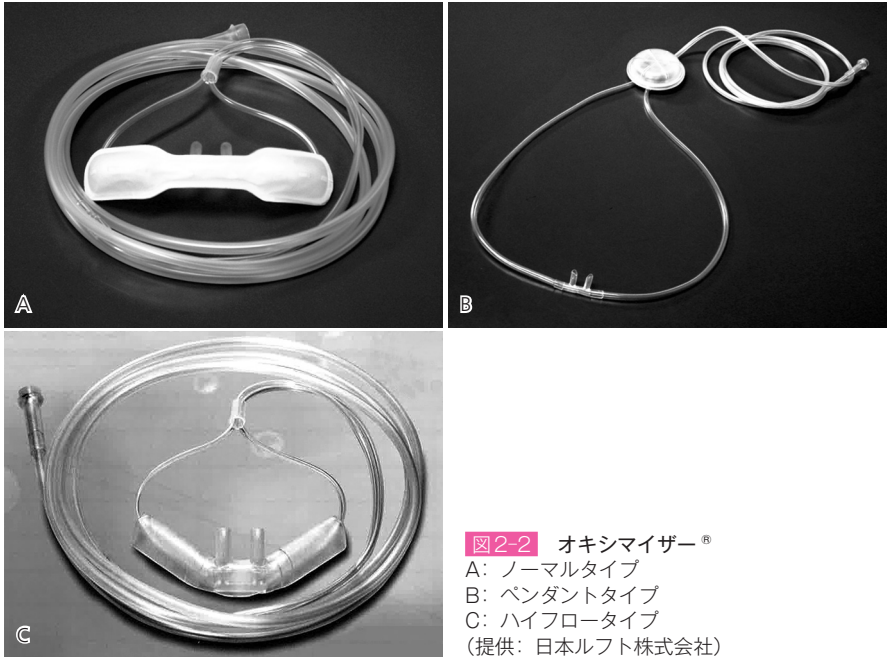 A
B
C
図2-2 オキシマイザー®
A：ノーマルタイプ
B：ペンダントタイプ
C：ハイフロータイプ
（提供：日本ルフト株式会社）